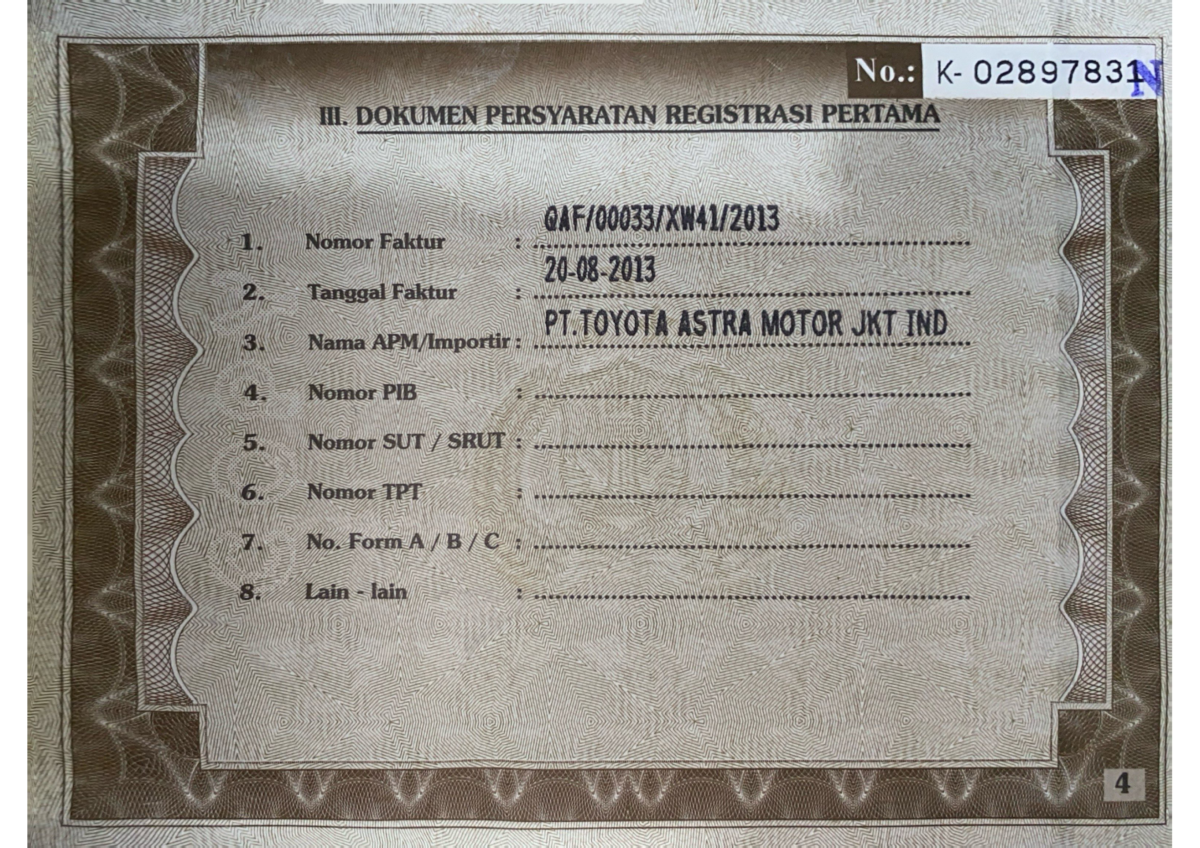 No.: K- 02897831 N
III. DOKUMEN PERSYARATAN REGISTRASI PERTAMA
1. Nomor Faktur : QAF/00033/XW41/2013
2. Tanggal Faktur : 20-08-2013
3. Nama APM/Importir : PT.TOYOTA ASTRA MOTOR JKT IND
4. Nomor PIB :
5. Nomor SUT / SRUT :
6. Nomor TPT :
7. No. Form A / B / C :
8. Lain - lain :
4